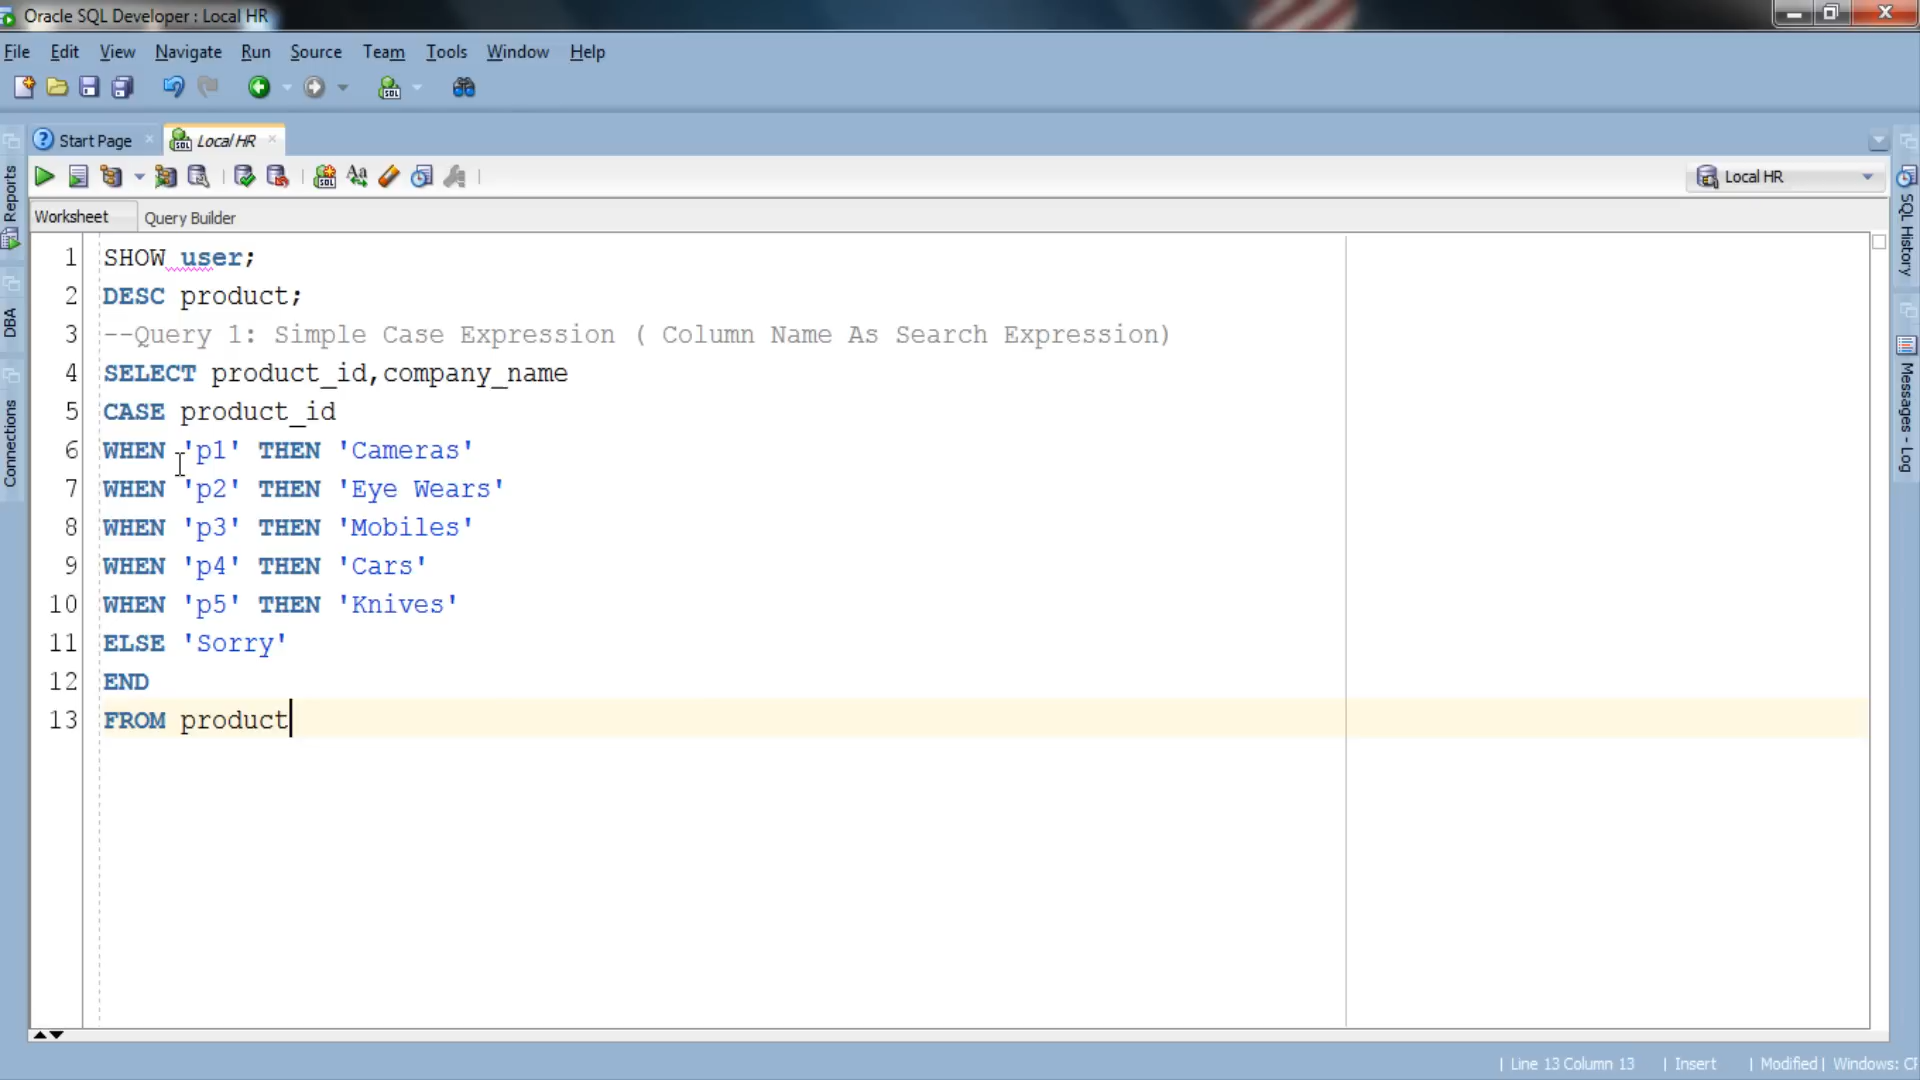 Oracle SQL Developer : Local HR
File Edit View Navigate Run Source Team Tools Window Help
Start Page Local HR
Local HR
Worksheet Query Builder
1 SHOW user;
2 DESC product;
3 --Query 1: Simple Case Expression ( Column Name As Search Expression)
4 SELECT product_id,company_name
5 CASE product_id
6 WHEN 'p1' THEN 'Cameras'
7 WHEN 'p2' THEN 'Eye Wears'
8 WHEN 'p3' THEN 'Mobiles'
9 WHEN 'p4' THEN 'Cars'
10 WHEN 'p5' THEN 'Knives'
11 ELSE 'Sorry'
12 END
13 FROM product
Reports
DBA
Connections
SQL History
Messages - Log
| Line 13 Column 13 | Insert | Modified | Windows: